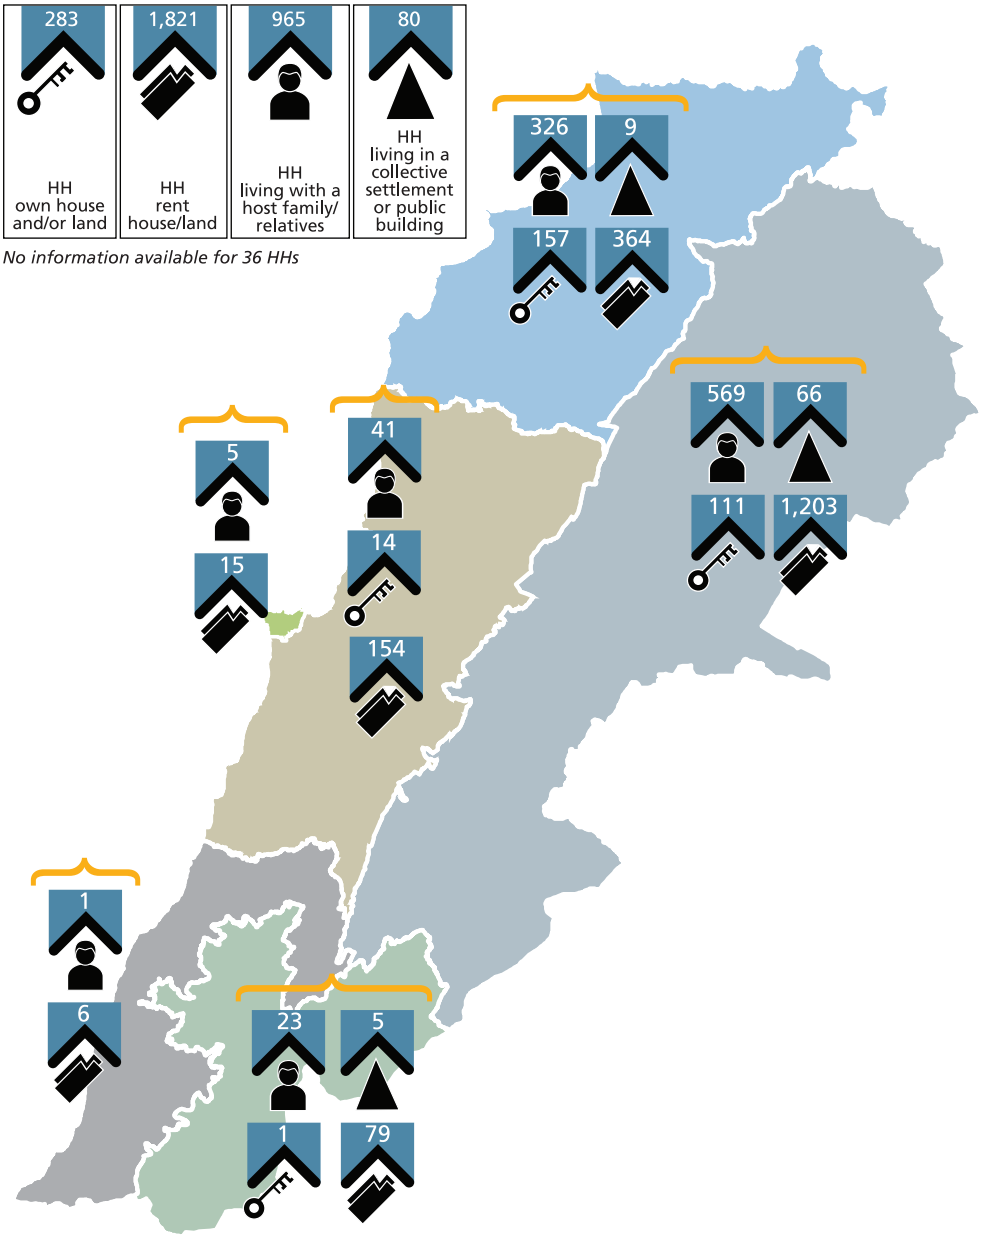 283
1,821
965
80
HH
own house
and/or land
HH
rent
house/land
HH
living with a
host family/
relatives
HH
living in a
collective
settlement
or public
building
No information available for 36 HHs
326
9
157
364
569
66
111
1,203
41
14
154
5
15
1
6
23
5
1
79